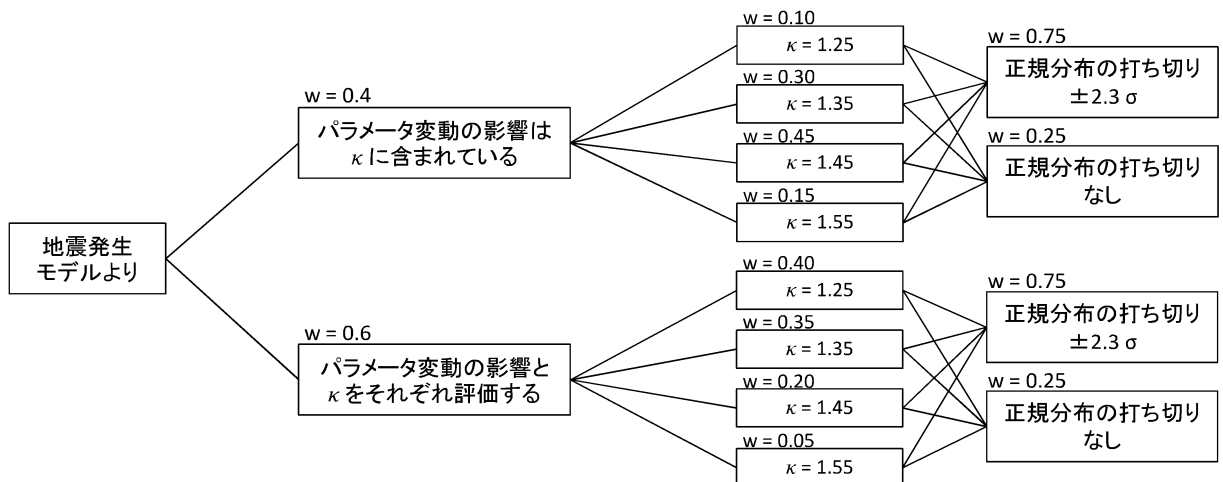 地震発生
モデルより
w = 0.4
パラメータ変動の影響は
κ に含まれている
w = 0.10
κ = 1.25
w = 0.30
κ = 1.35
w = 0.45
κ = 1.45
w = 0.15
κ = 1.55
w = 0.75
正規分布の打ち切り
±2.3 σ
w = 0.25
正規分布の打ち切り
なし
w = 0.6
パラメータ変動の影響と
κ をそれぞれ評価する
w = 0.40
κ = 1.25
w = 0.35
κ = 1.35
w = 0.20
κ = 1.45
w = 0.05
κ = 1.55
w = 0.75
正規分布の打ち切り
±2.3 σ
w = 0.25
正規分布の打ち切り
なし